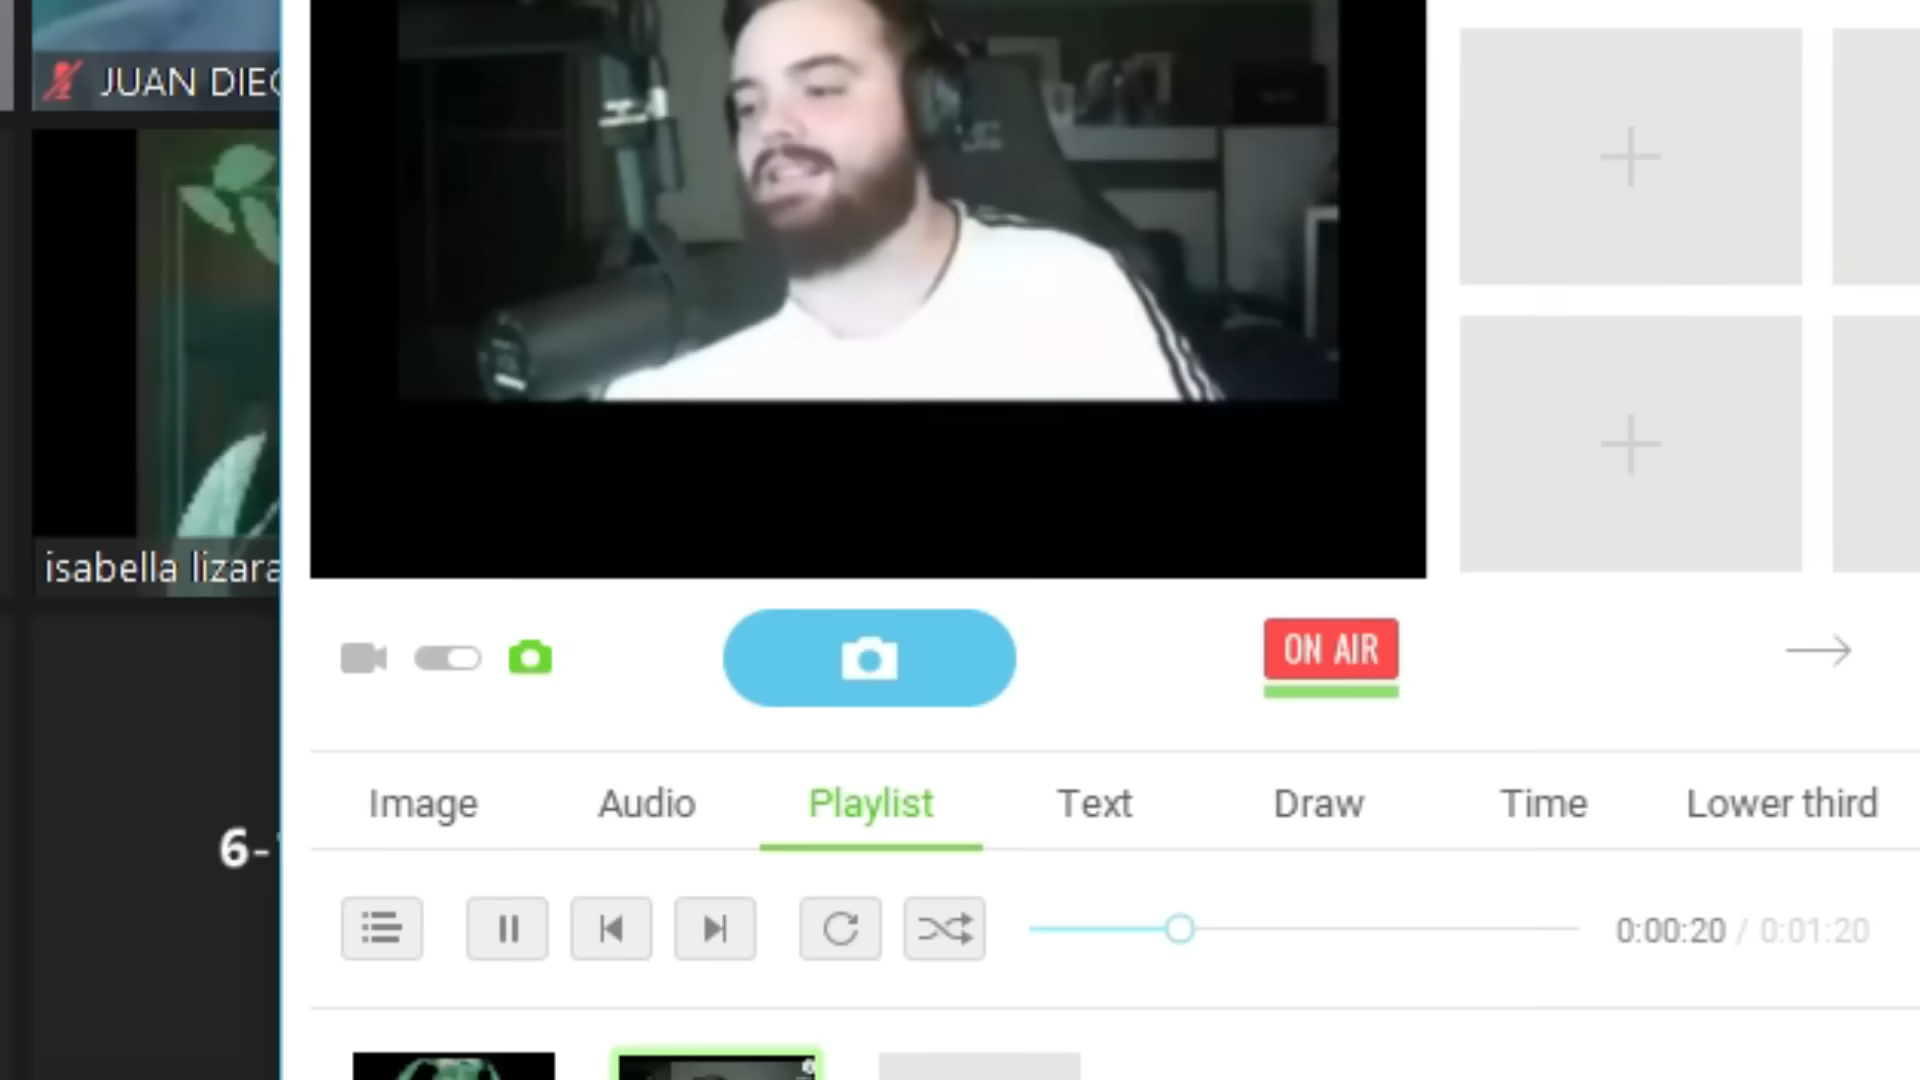 JUAN DIEG
isabella lizara
6-
ON AIR
Image Audio Playlist Text Draw Time Lower third
0:00:20 / 0:01:20